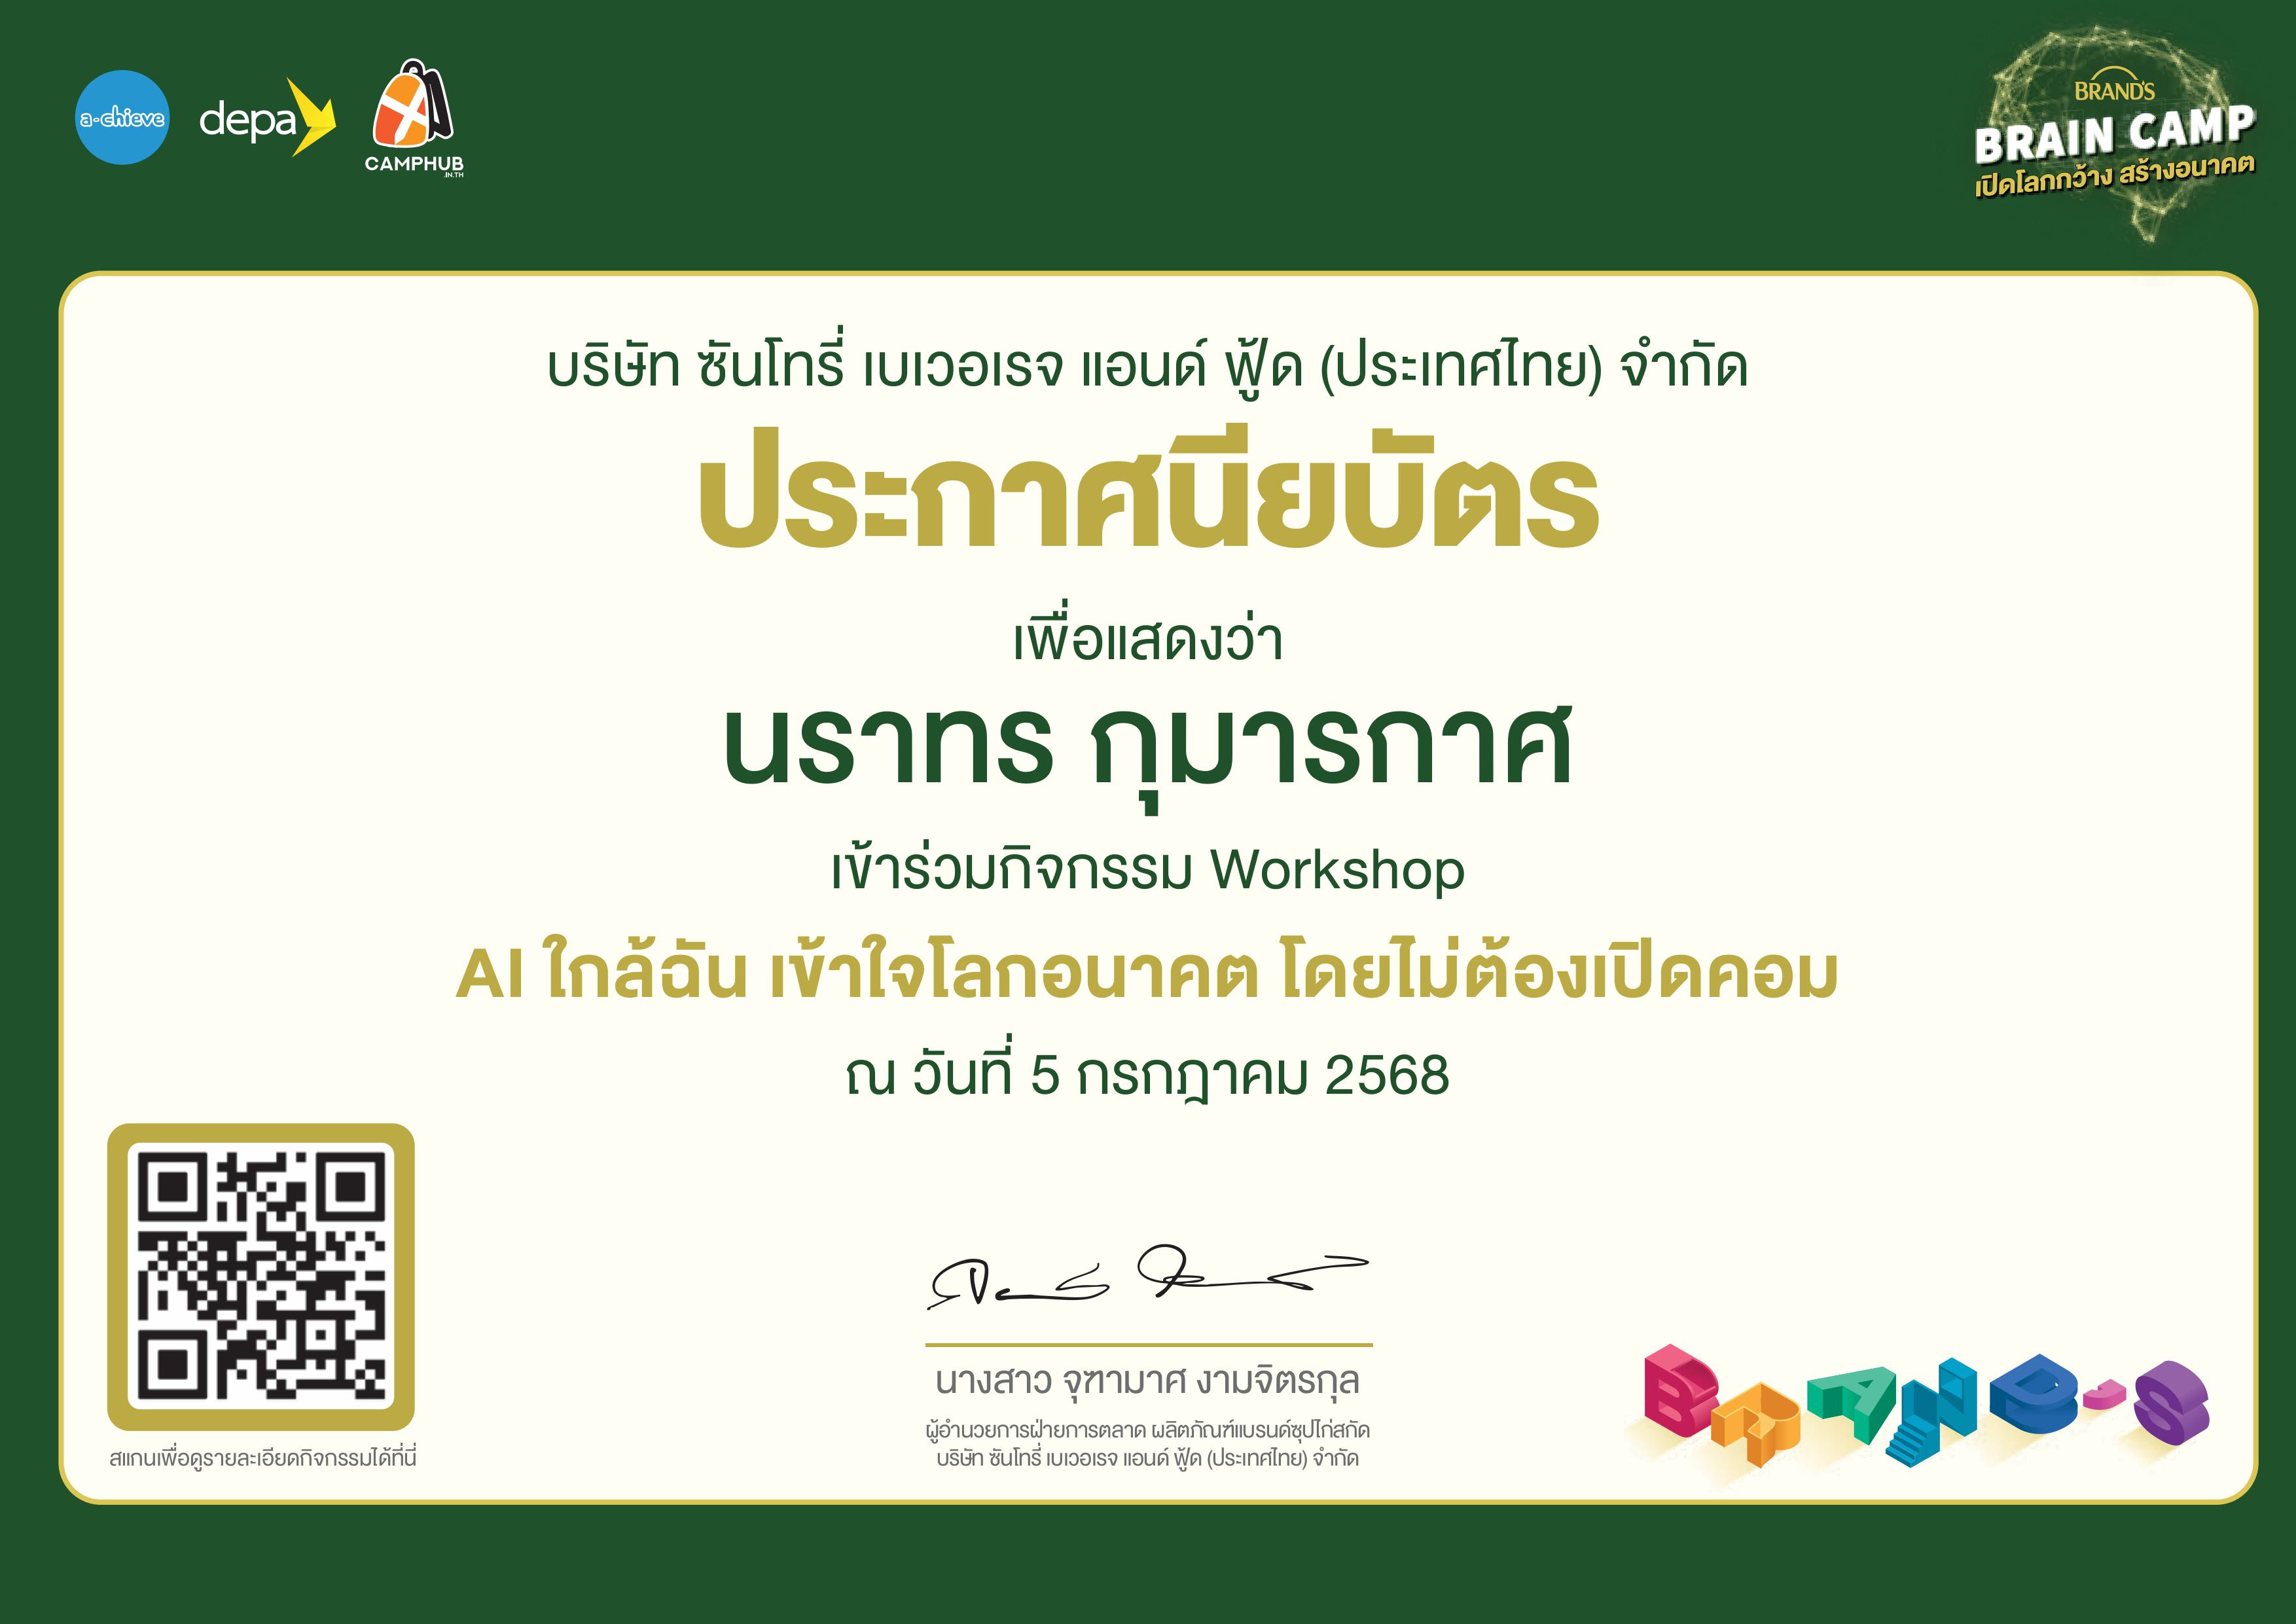 a-chieve
depa
CAMPHUB
.IN.TH
BRAND'S
BRAIN CAMP
เปิดโลกกว้าง สร้างอนาคต
บริษัท ซันโทรี่ เบเวอเรจ แอนด์ ฟู้ด (ประเทศไทย) จำกัด
ประกาศนียบัตร
เพื่อแสดงว่า
นราทร กุมารกาศ
เข้าร่วมกิจกรรม Workshop
AI ใกล้ฉัน เข้าใจโลกอนาคต โดยไม่ต้องเปิดคอม
ณ วันที่ 5 กรกฎาคม 2568
สแกนเพื่อดูรายละเอียดกิจกรรมได้ที่นี่
นางสาว จุฑามาศ งามจิตรกุล
ผู้อำนวยการฝ่ายการตลาด ผลิตภัณฑ์แบรนด์ซุปไก่สกัด
บริษัท ซันโทรี่ เบเวอเรจ แอนด์ ฟู้ด (ประเทศไทย) จำกัด
BRAND'S